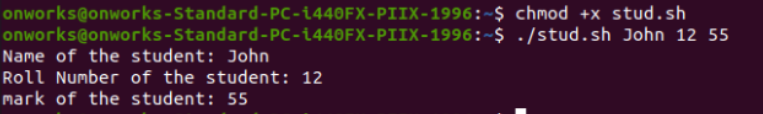 onworks@onworks-Standard-PC-i440FX-PIIX-1996:~$ chmod +x stud.sh
onworks@onworks-Standard-PC-i440FX-PIIX-1996:~$ ./stud.sh John 12 55
Name of the student: John
Roll Number of the student: 12
mark of the student: 55